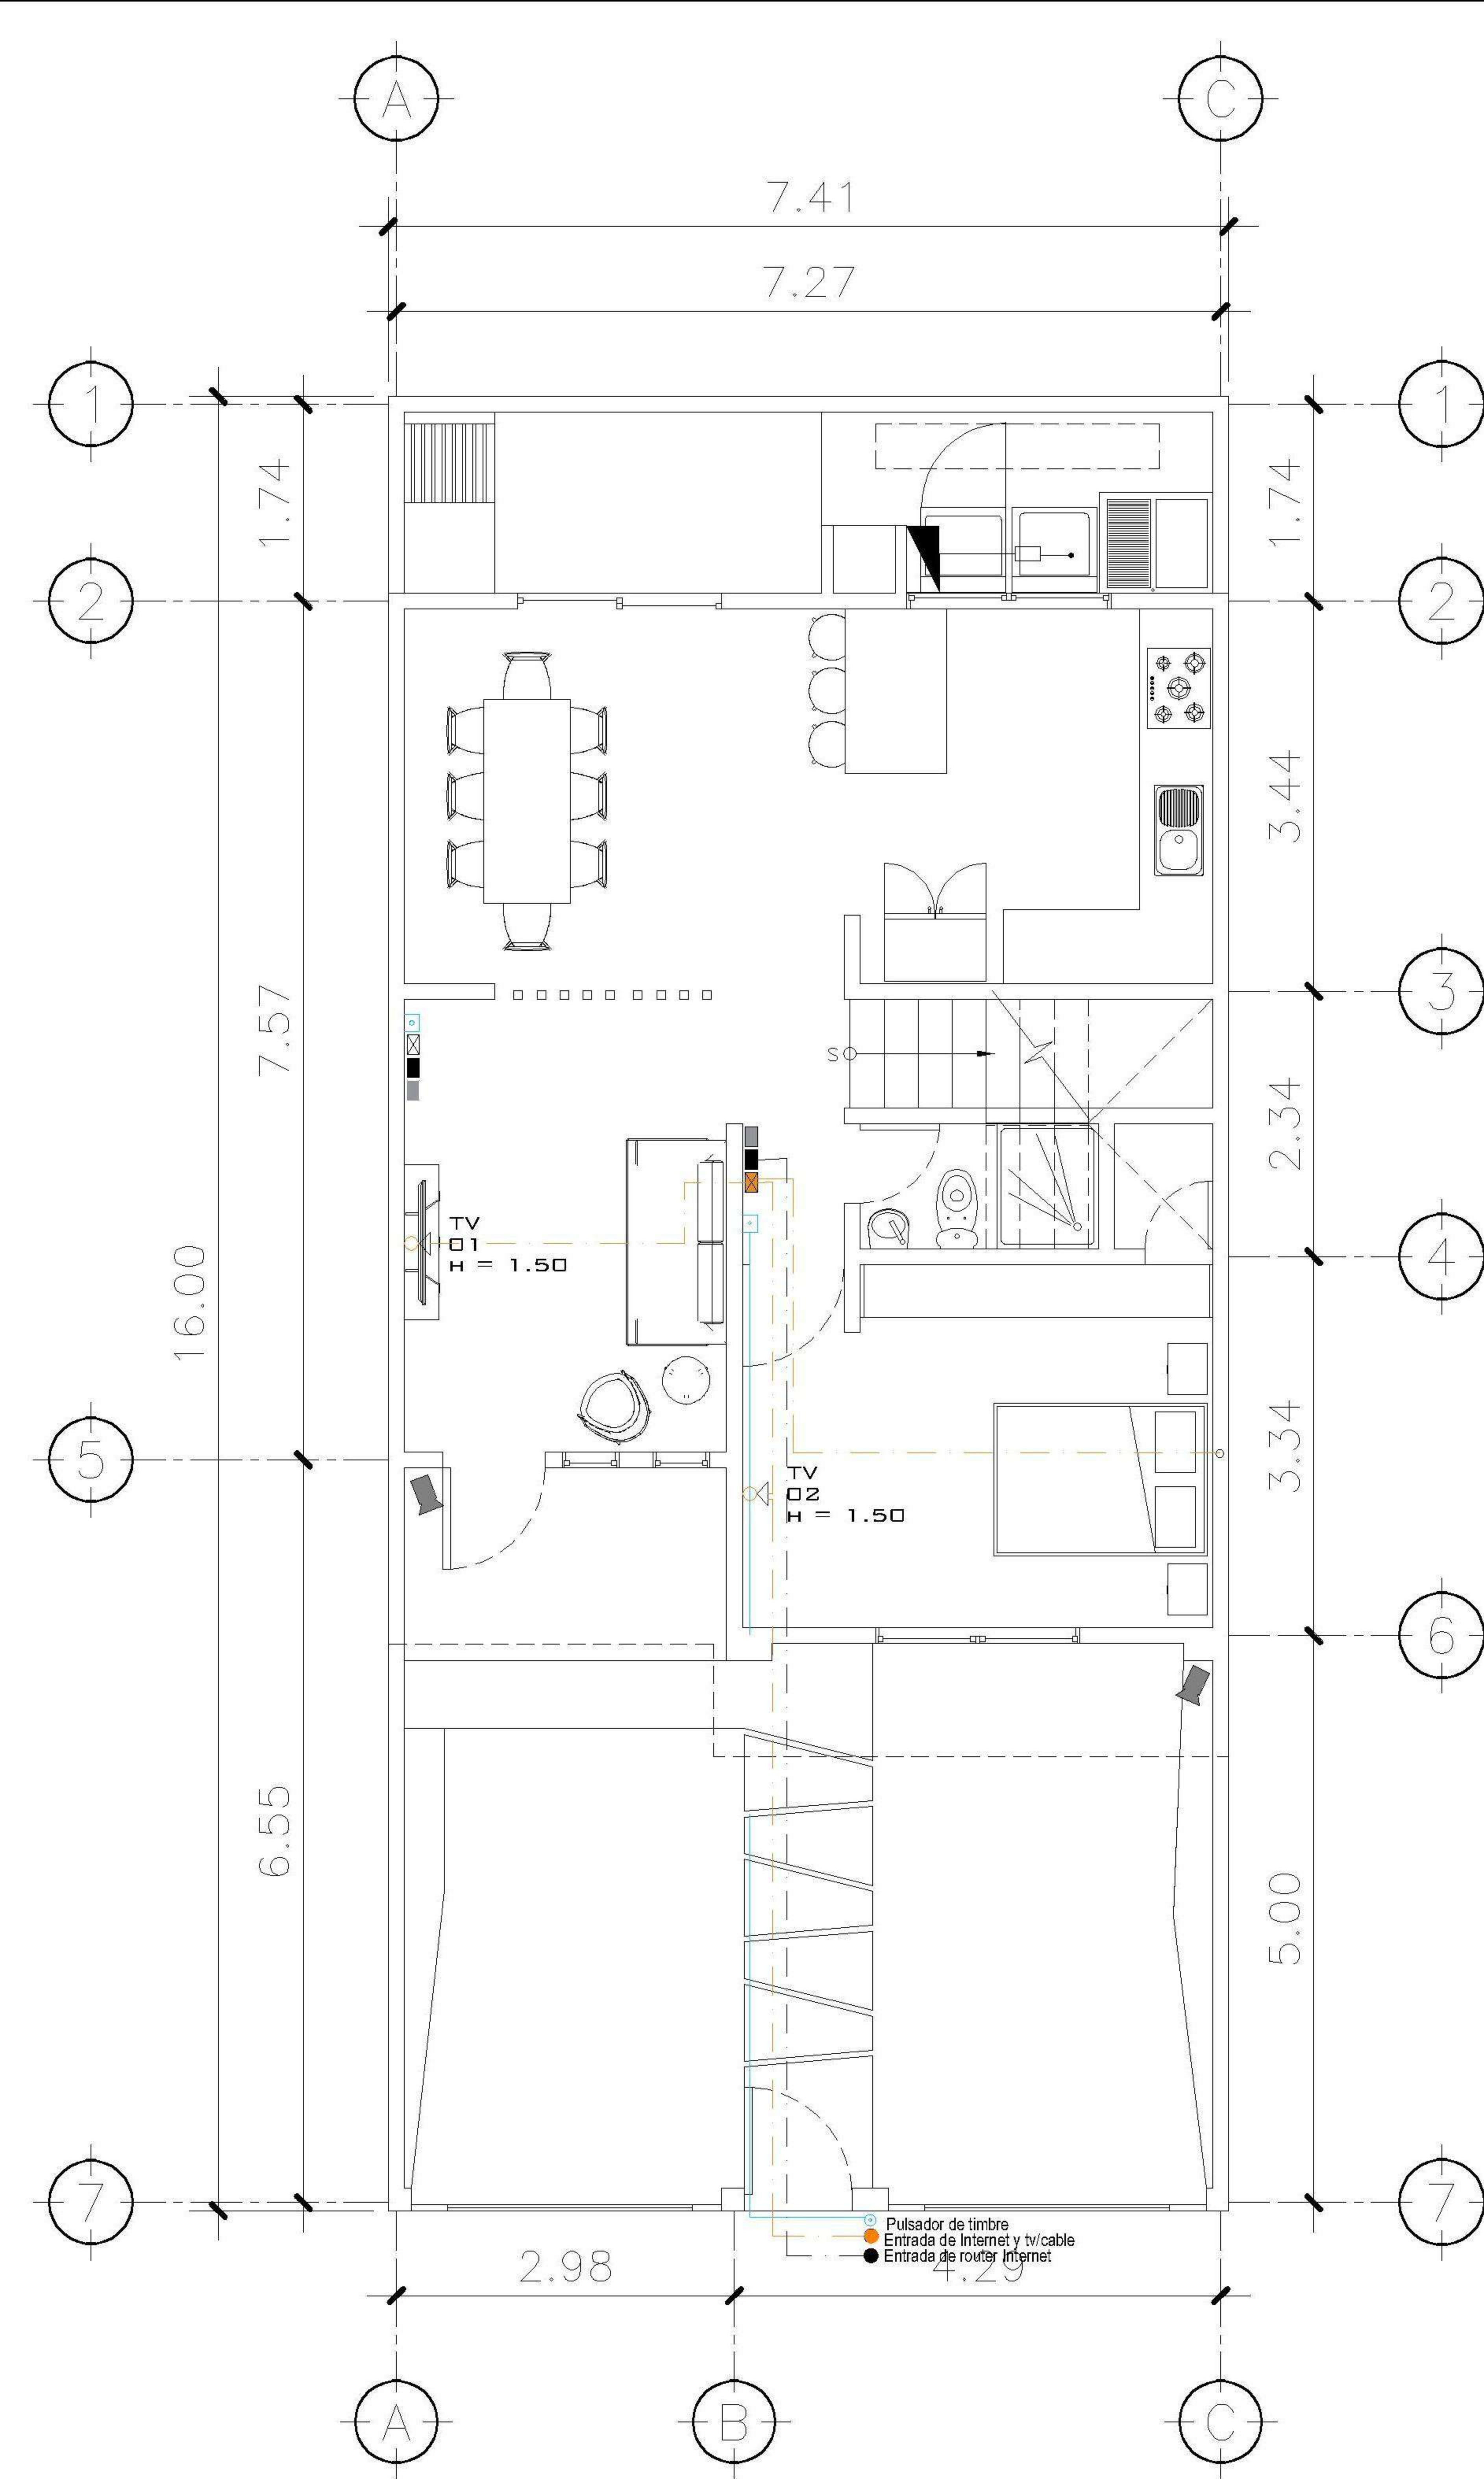 A C
7.41
7.27
1 1
1.74 1.74
2 2
3.44
7.57
3
S
2.34
TV
01
H = 1.50
16.00
4
3.34
5
TV
02
H = 1.50
6
6.55
5.00
7 7
Pulsador de timbre
Entrada de Internet y tv/cable
Entrada de router Internet
2.98 4.29
A B C